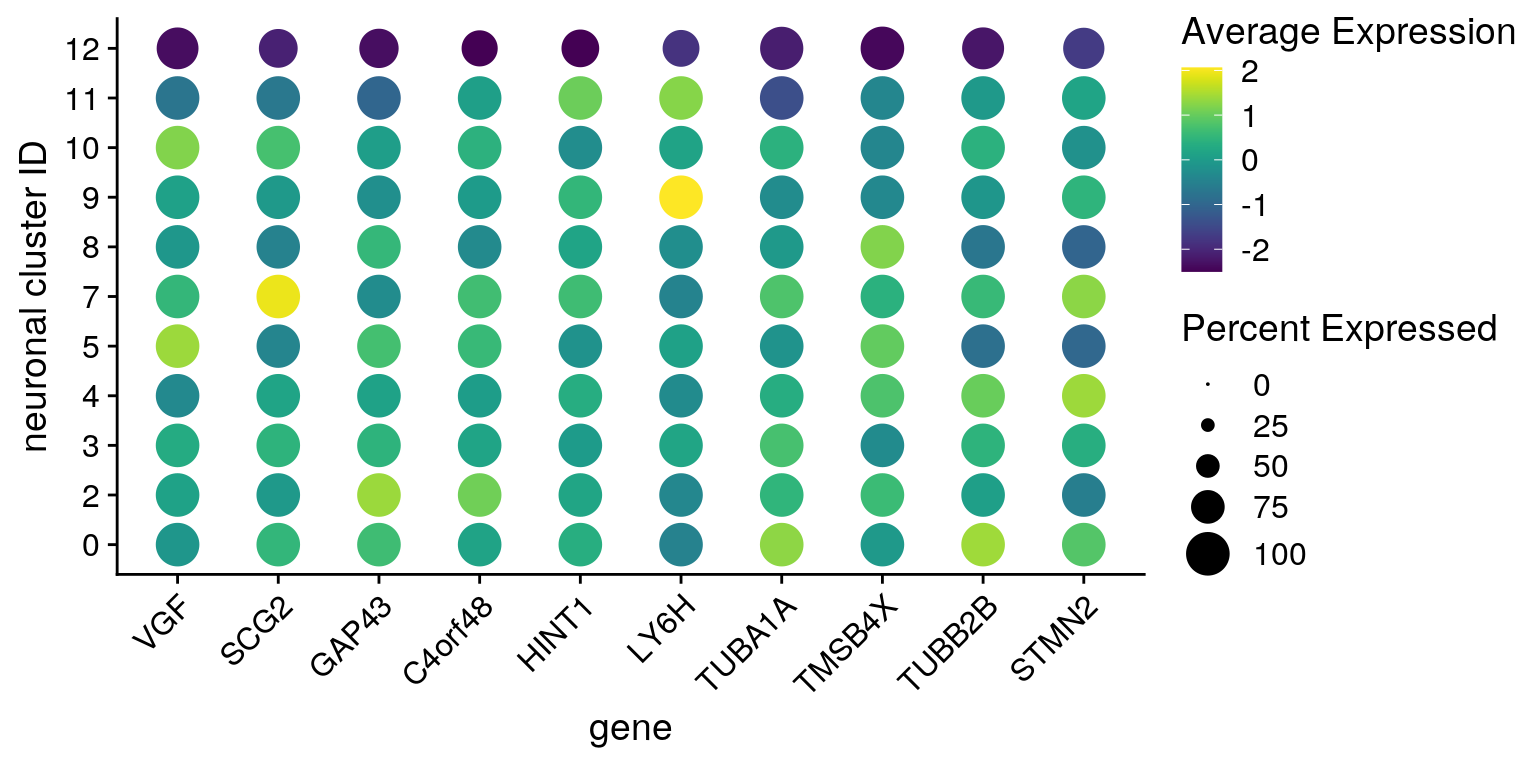 neuronal cluster ID
12
11
10
9
8
7
5
4
3
2
0
VGF
SCG2
GAP43
C4orf48
HINT1
LY6H
TUBA1A
TMSB4X
TUBB2B
STMN2
gene
Average Expression
2
1
0
-1
-2
Percent Expressed
0
25
50
75
100